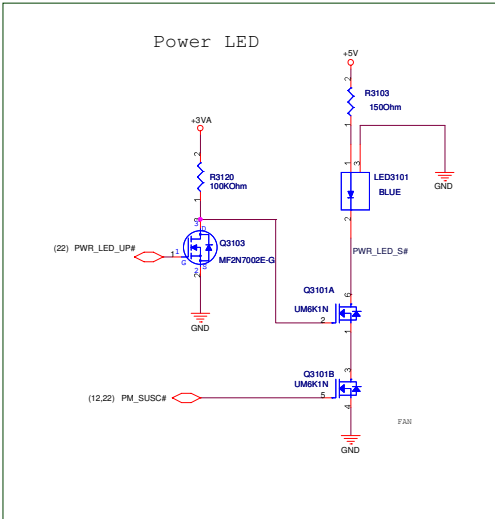 Power LED
+5V
2
R3103
150Ohm
1
+3VA
2
R3120
100KOhm
1
1
3
LED3101
BLUE
2
GND
3
D
Q3103
MF2N7002E-G
(22) PWR_LED_UP#
1
G
S
2
GND
PWR_LED_S#
Q3101A
6
UM6K1N
2
1
Q3101B
3
UM6K1N
(12,22) PM_SUSC#
5
4
FAN
GND